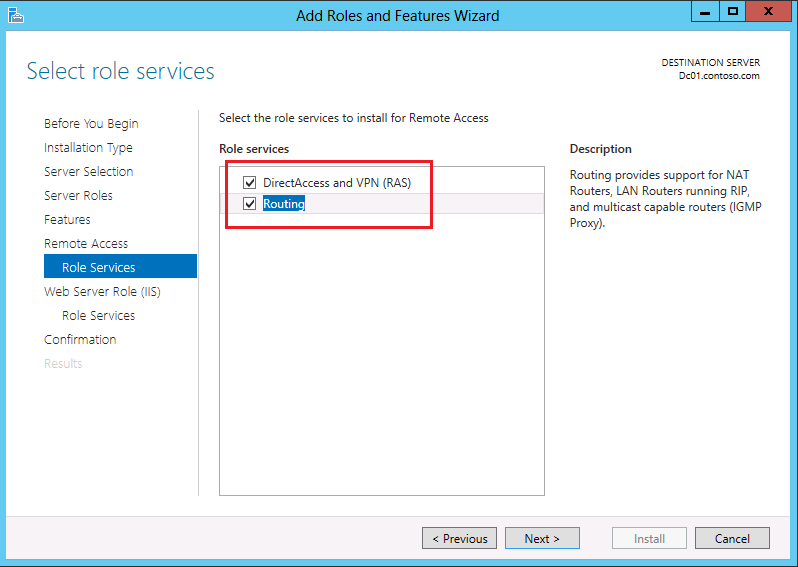 Add Roles and Features Wizard
Select role services
DESTINATION SERVER
Dc01.contoso.com
Before You Begin
Installation Type
Server Selection
Server Roles
Features
Remote Access
Role Services
Web Server Role (IIS)
Role Services
Confirmation
Results
Select the role services to install for Remote Access
Role services
DirectAccess and VPN (RAS)
Routing
Description
Routing provides support for NAT
Routers, LAN Routers running RIP,
and multicast capable routers (IGMP
Proxy).
< Previous
Next >
Install
Cancel